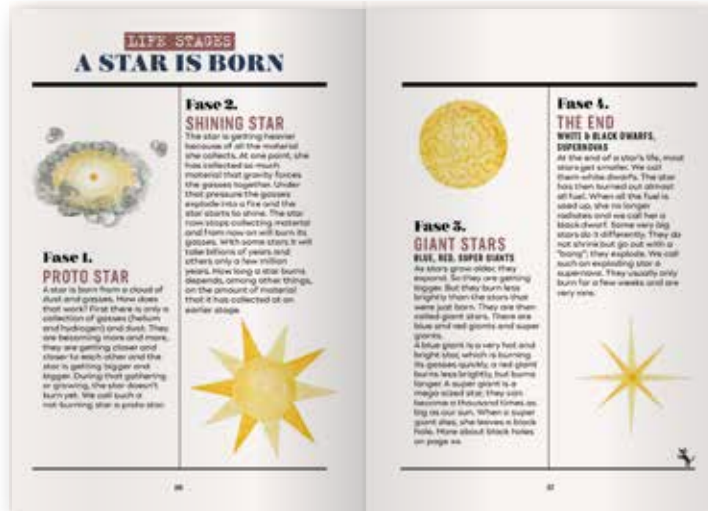 LIFE STAGES
A STAR IS BORN
Fase 1.
PROTO STAR
A star is born from a cloud of
dust and gasses. How does
that work? First there is only a
collection of gasses (helium
and hydrogen) and dust. They
are becoming more and more,
they are getting closer and
closer to each other and the
star is getting bigger and
bigger. During that gathering
or growing, the star doesn't
burn yet. We call such a
not-burning star a proto star.
Fase 2.
SHINING STAR
The star is getting heavier
because of all the material
she collects. At one point, she
has collected so much
material that gravity forces
the gasses together. Under
that pressure the gasses
explode into a fire and the
star starts to shine. The star
now stops collecting material
and from now on will burn its
gasses. With some stars it will
take billions of years and
others only a few million
years. How long a star burns
depends, among other things,
on the amount of material
that it has collected at an
earlier stage.
Fase 3.
GIANT STARS
BLUE, RED, SUPER GIANTS
As stars grow older, they
expand. So they are getting
bigger. But they burn less
brightly than the stars that
were just born. They are then
called giant stars. There are
blue and red giants and super
giants.
A blue giant is a very hot and
bright star, which is burning
its gasses quickly, a red giant
burns less brightly, but burns
longer. A super giant is a
mega sized star, they can
become a thousand times as
big as our sun. When a super
giant dies, she leaves a black
hole. More about black holes
on page xx.
Fase 4.
THE END
WHITE & BLACK DWARFS,
SUPERNOVAS
At the end of a star's life, most
stars get smaller. We call
them white dwarfs. The star
has then burned out almost
all fuel. When all the fuel is
used up, she no longer
radiates and we call her a
black dwarf. Some very big
stars do it differently. They do
not shrink but go out with a
"bang"; they explode. We call
such an exploding star a
supernova. They usually only
burn for a few weeks and are
very rare.